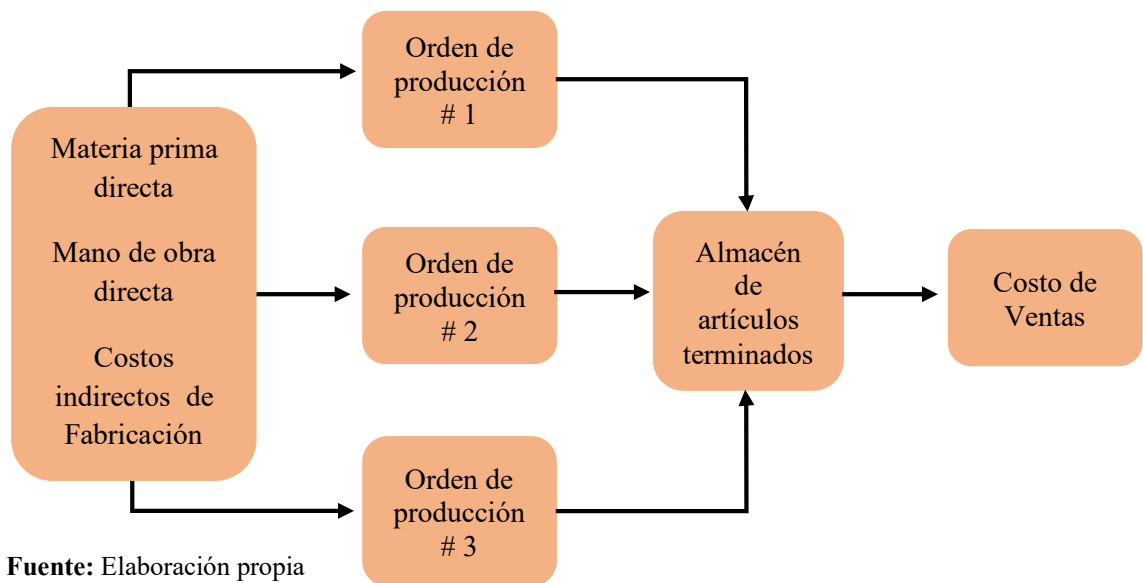 Materia prima
directa
Mano de obra
directa
Costos
indirectos de
Fabricación
Orden de
producción
# 1
Orden de
producción
# 2
Orden de
producción
# 3
Almacén
de
artículos
terminados
Costo de
Ventas
Fuente: Elaboración propia